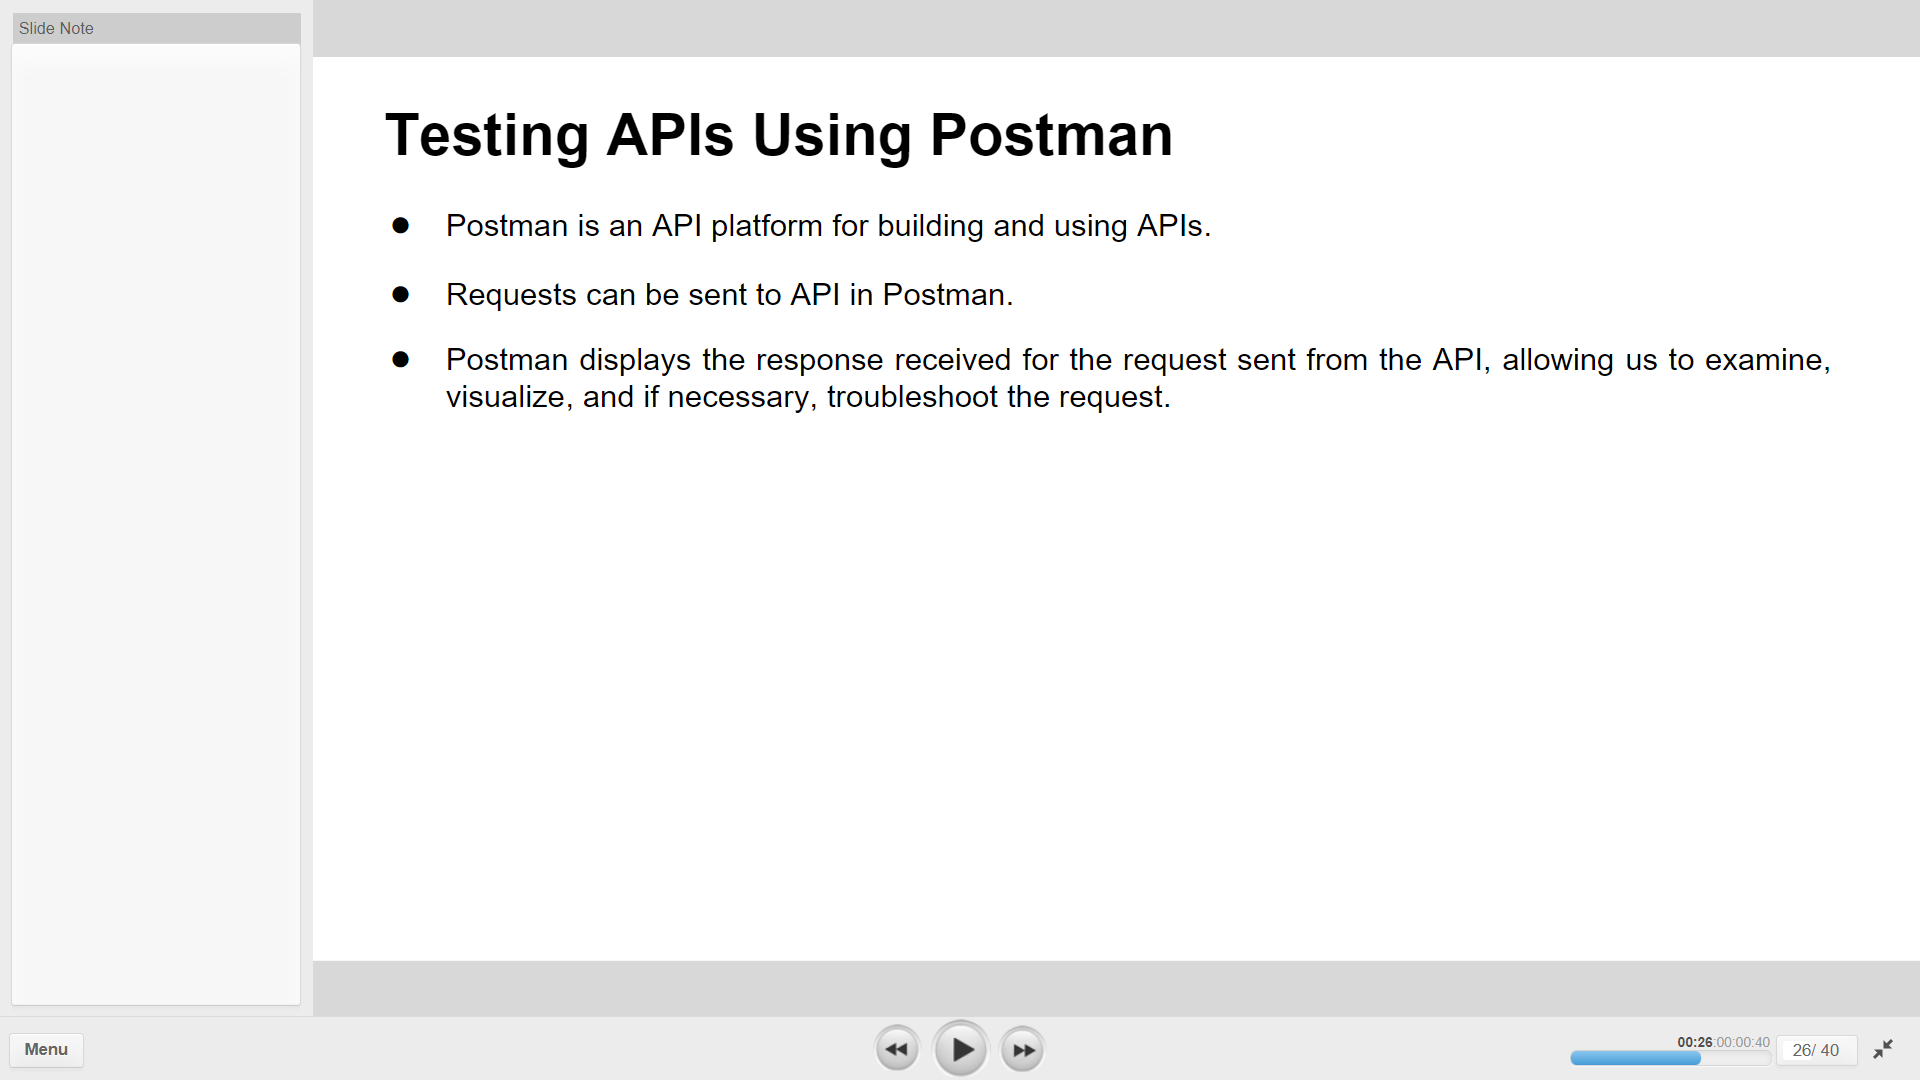 Slide Note
Testing APIs Using Postman
● Postman is an API platform for building and using APIs.
● Requests can be sent to API in Postman.
● Postman displays the response received for the request sent from the API, allowing us to examine,
visualize, and if necessary, troubleshoot the request.
Menu
00:26:00:00:40
26/ 40